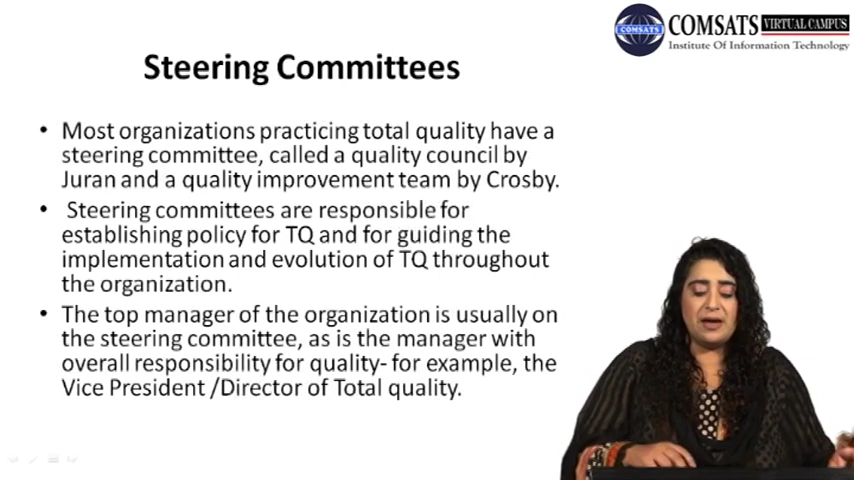 COMSATS
COMSATS VIRTUAL CAMPUS
Institute Of Information Technology
Steering Committees
• Most organizations practicing total quality have a
steering committee, called a quality council by
Juran and a quality improvement team by Crosby.
• Steering committees are responsible for
establishing policy for TQ and for guiding the
implementation and evolution of TQ throughout
the organization.
• The top manager of the organization is usually on
the steering committee, as is the manager with
overall responsibility for quality- for example, the
Vice President /Director of Total quality.